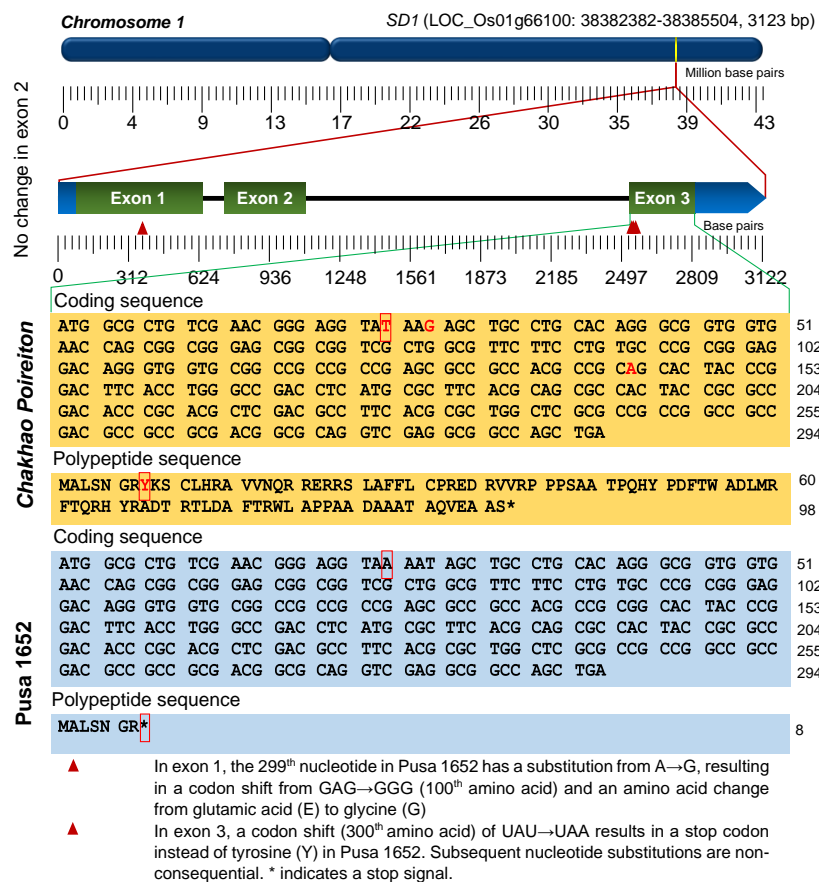 Chromosome 1
SD1 (LOC_Os01g66100: 38382382-38385504, 3123 bp)
Million base pairs
0 4 9 13 17 22 26 30 35 39 43
No change in exon 2
Exon 1 Exon 2 Exon 3
Base pairs
0 312 624 936 1248 1561 1873 2185 2497 2809 3122
Chakhao Poireiton
Coding sequence
ATG GCG CTG TCG AAC GGG AGG TAT AAG AGC TGC CTG CAC AGG GCG GTG GTG 51
AAC CAG CGG CGG GAG CGG CGG TCG CTG GCG TTC TTC CTG TGC CCG CGG GAG 102
GAC AGG GTG GTG CGG CCG CCG CCG AGC GCC GCC ACG CCG CAG CAC TAC CCG 153
GAC TTC ACC TGG GCC GAC CTC ATG CGC TTC ACG CAG CGC CAC TAC CGC GCC 204
GAC ACC CGC ACG CTC GAC GCC TTC ACG CGC TGG CTC GCG CCG CCG GCC GCC 255
GAC GCC GCC GCG ACG GCG CAG GTC GAG GCG GCC AGC TGA 294
Polypeptide sequence
MALSN GRYKS CLHRA VVNQR RERRS LAFFL CPRED RVVRP PPSAA TPQHY PDFTW ADLMR 60
FTQRH YRADT RTLDA FTRWL APPAA DAAAT AQVEA AS* 98
Pusa 1652
Coding sequence
ATG GCG CTG TCG AAC GGG AGG TAA AAT AGC TGC CTG CAC AGG GCG GTG GTG 51
AAC CAG CGG CGG GAG CGG CGG TCG CTG GCG TTC TTC CTG TGC CCG CGG GAG 102
GAC AGG GTG GTG CGG CCG CCG CCG AGC GCC GCC ACG CCG CGG CAC TAC CCG 153
GAC TTC ACC TGG GCC GAC CTC ATG CGC TTC ACG CAG CGC CAC TAC CGC GCC 204
GAC ACC CGC ACG CTC GAC GCC TTC ACG CGC TGG CTC GCG CCG CCG GCC GCC 255
GAC GCC GCC GCG ACG GCG CAG GTC GAG GCG GCC AGC TGA 294
Polypeptide sequence
MALSN GR* 8
In exon 1, the 299th nucleotide in Pusa 1652 has a substitution from A→G, resulting
in a codon shift from GAG→GGG (100th amino acid) and an amino acid change
from glutamic acid (E) to glycine (G)
In exon 3, a codon shift (300th amino acid) of UAU→UAA results in a stop codon
instead of tyrosine (Y) in Pusa 1652. Subsequent nucleotide substitutions are non-
consequential. * indicates a stop signal.